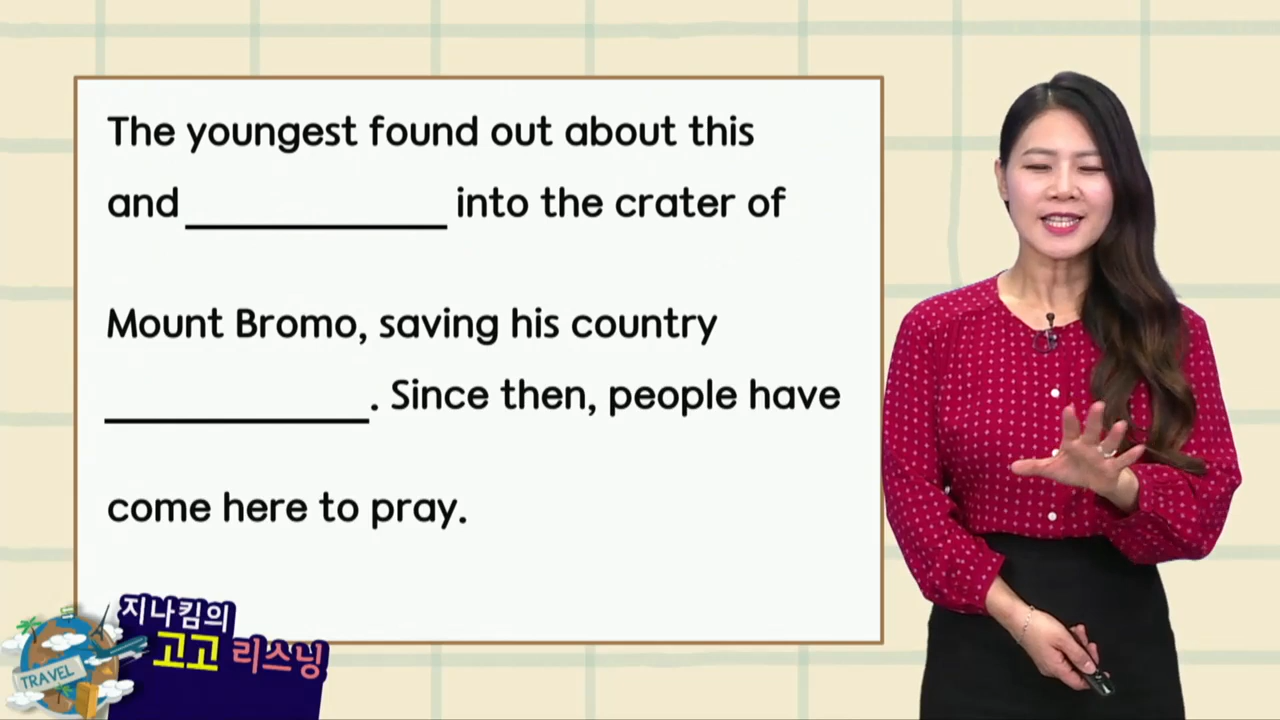 The youngest found out about this
and ____________ into the crater of
Mount Bromo, saving his country
____________. Since then, people have
come here to pray.
지나킴의
고고 리스닝
TRAVEL